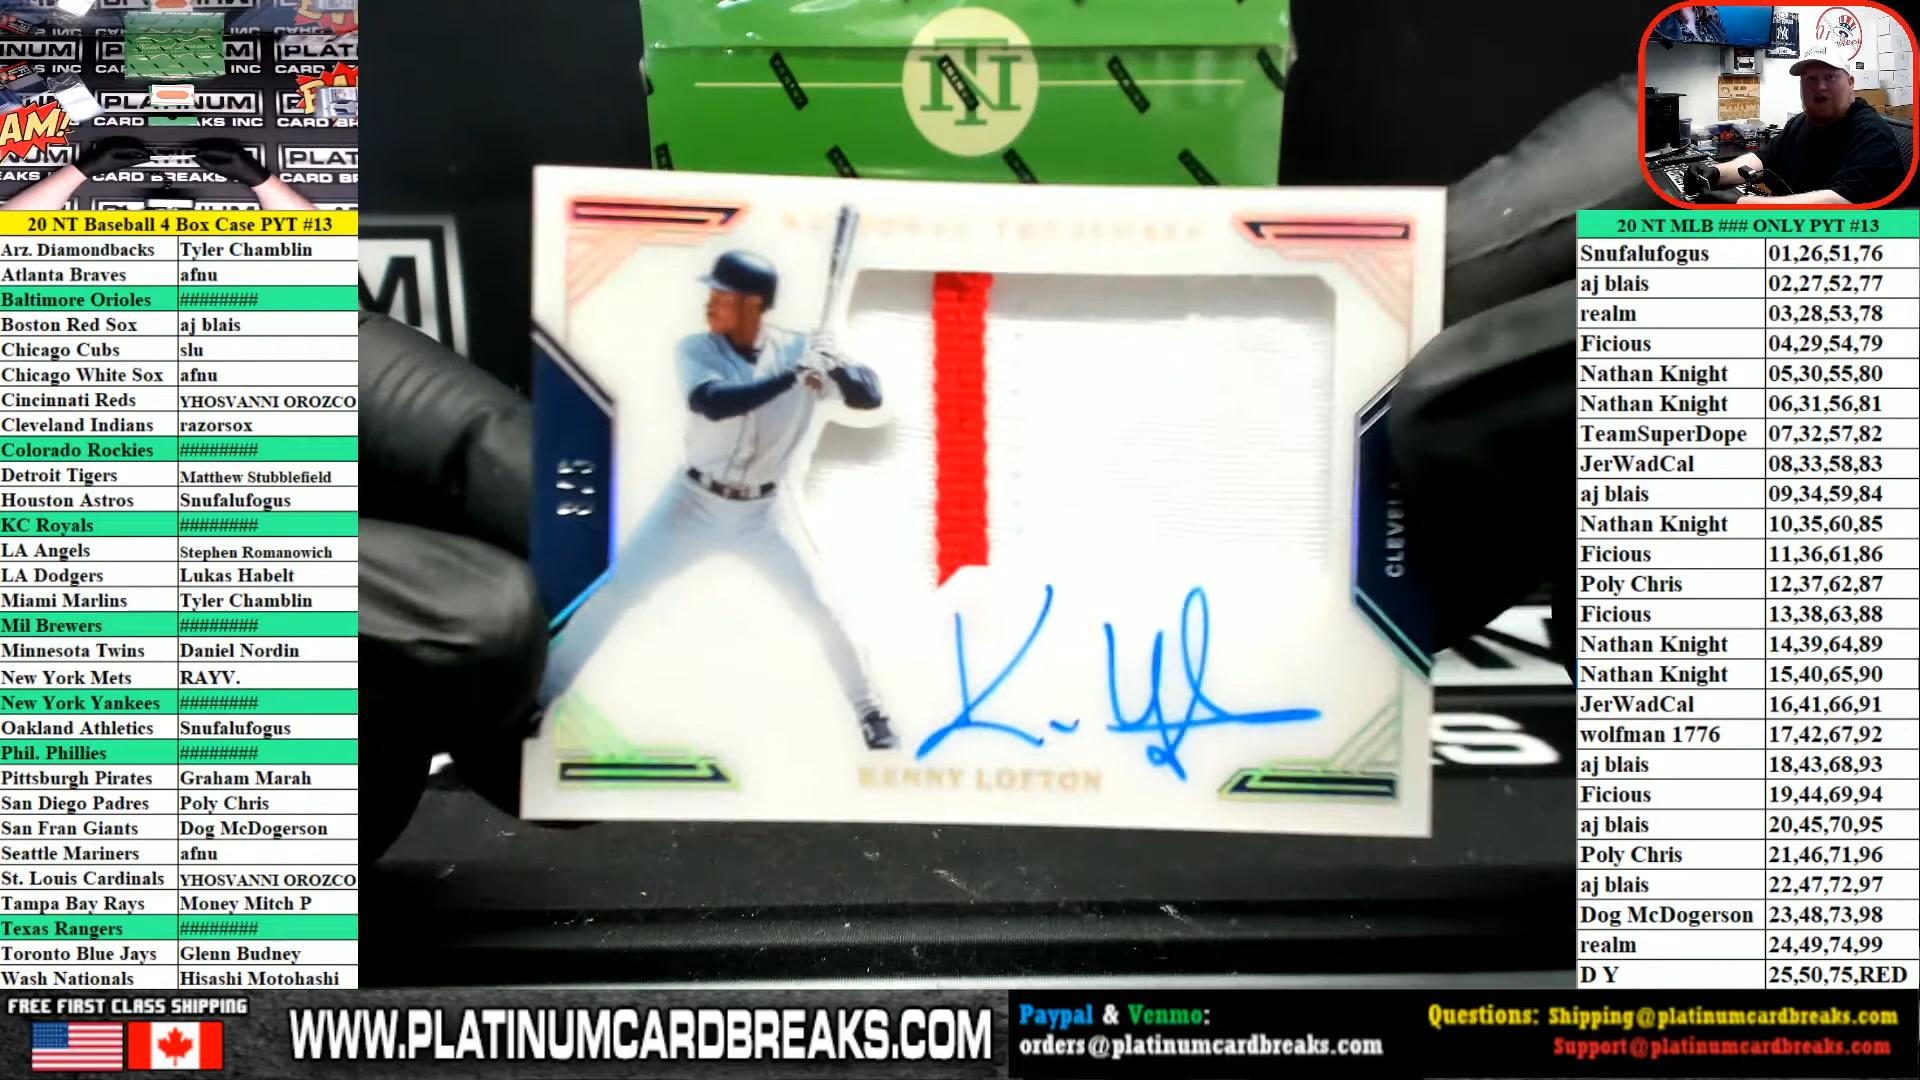 20 NT Baseball 4 Box Case PYT #13
Arz. Diamondbacks Tyler Chamblin
Atlanta Braves afnu
Baltimore Orioles ########
Boston Red Sox aj blais
Chicago Cubs slu
Chicago White Sox afnu
Cincinnati Reds YHOSVANNI OROZCO
Cleveland Indians razorsox
Colorado Rockies ########
Detroit Tigers Matthew Stubblefield
Houston Astros Snufalufogus
KC Royals ########
LA Angels Stephen Romanowich
LA Dodgers Lukas Habelt
Miami Marlins Tyler Chamblin
Mil Brewers ########
Minnesota Twins Daniel Nordin
New York Mets RAYV.
New York Yankees ########
Oakland Athletics Snufalufogus
Phil. Phillies ########
Pittsburgh Pirates Graham Marah
San Diego Padres Poly Chris
San Fran Giants Dog McDogerson
Seattle Mariners afnu
St. Louis Cardinals YHOSVANNI OROZCO
Tampa Bay Rays Money Mitch P
Texas Rangers ########
Toronto Blue Jays Glenn Budney
Wash Nationals Hisashi Motohashi
PLATINUM
CARD BREAKS INC
NT
NATIONAL TREASURES
KENNY LOFTON
20 NT MLB ### ONLY PYT #13
Snufalufogus 01,26,51,76
aj blais 02,27,52,77
realm 03,28,53,78
Ficious 04,29,54,79
Nathan Knight 05,30,55,80
Nathan Knight 06,31,56,81
TeamSuperDope 07,32,57,82
JerWadCal 08,33,58,83
aj blais 09,34,59,84
Nathan Knight 10,35,60,85
Ficious 11,36,61,86
Poly Chris 12,37,62,87
Ficious 13,38,63,88
Nathan Knight 14,39,64,89
Nathan Knight 15,40,65,90
JerWadCal 16,41,66,91
wolfman 1776 17,42,67,92
aj blais 18,43,68,93
Ficious 19,44,69,94
aj blais 20,45,70,95
Poly Chris 21,46,71,96
aj blais 22,47,72,97
Dog McDogerson 23,48,73,98
realm 24,49,74,99
D Y 25,50,75,RED
FREE FIRST CLASS SHIPPING
WWW.PLATINUMCARDBREAKS.COM
Paypal & Venmo:
orders@platinumcardbreaks.com
Questions: Shipping@platinumcardbreaks.com
Support@platinumcardbreaks.com